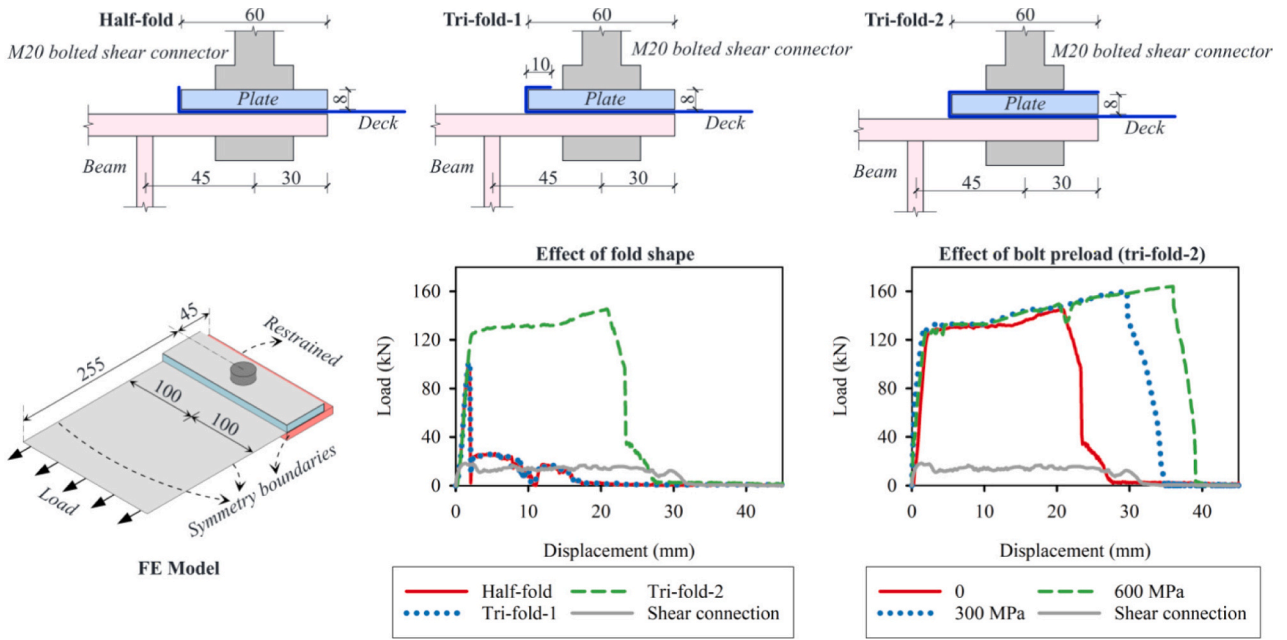 Half-fold
60
M20 bolted shear connector
Plate
8
Deck
Beam
45
30
Tri-fold-1
60
M20 bolted shear connector
10
Plate
8
Deck
Beam
45
30
Tri-fold-2
60
M20 bolted shear connector
Plate
8
Deck
Beam
45
30
45
Restrained
255
100
100
Load
Symmetry boundaries
FE Model
Effect of fold shape
Load (kN)
160
120
80
40
0
0 10 20 30 40
Displacement (mm)
Half-fold
Tri-fold-2
Tri-fold-1
Shear connection
Effect of bolt preload (tri-fold-2)
Load (kN)
160
120
80
40
0
0 10 20 30 40
Displacement (mm)
0
600 MPa
300 MPa
Shear connection